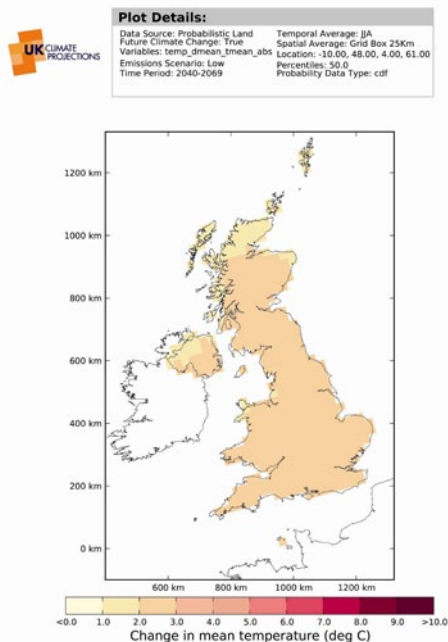 UK CLIMATE
PROJECTIONS
Plot Details:
Data Source: Probabilistic Land
Future Climate Change: True
Variables: temp_dmean_tmean_abs
Emissions Scenario: Low
Time Period: 2040-2069
Temporal Average: JJA
Spatial Average: Grid Box 25Km
Location: -10.00, 48.00, 4.00, 61.00
Percentiles: 50.0
Probability Data Type: cdf
1200 km
1000 km
800 km
600 km
400 km
200 km
0 km
600 km 800 km 1000 km 1200 km
<0.0 1.0 2.0 3.0 4.0 5.0 6.0 7.0 8.0 9.0 >10.0
Change in mean temperature (deg C)